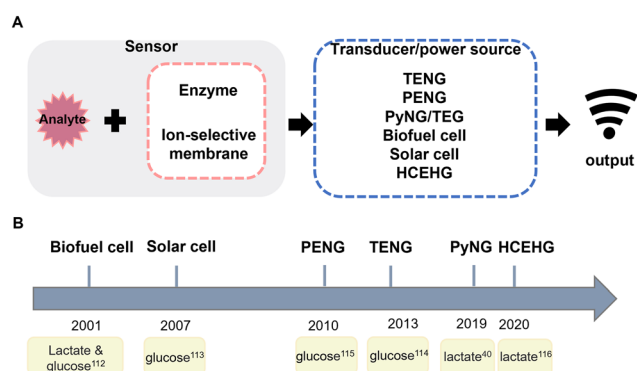 A
Sensor
Transducer/power source
Analyte
Enzyme
Ion-selective
membrane
TENG
PENG
PyNG/TEG
Biofuel cell
Solar cell
HCEHG
output
B
Biofuel cell Solar cell PENG TENG PyNG HCEHG
2001 2007 2010 2013 2019 2020
Lactate &
glucose112 glucose113 glucose115 glucose114 lactate40 lactate116